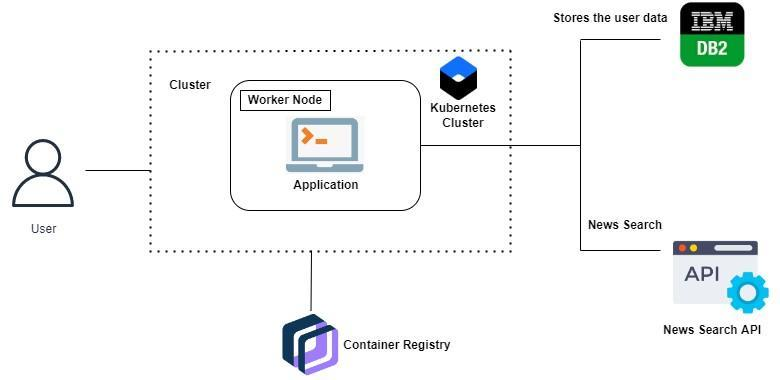 Stores the user data
IBM
DB2
Cluster
Worker Node
Kubernetes
Cluster
Application
User
News Search
API
News Search API
Container Registry